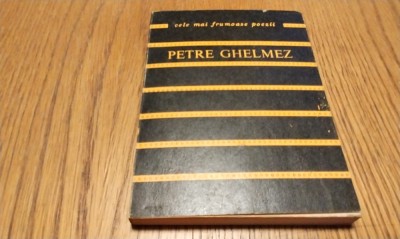 cele mai frumoase poezii
PETRE GHELMEZ